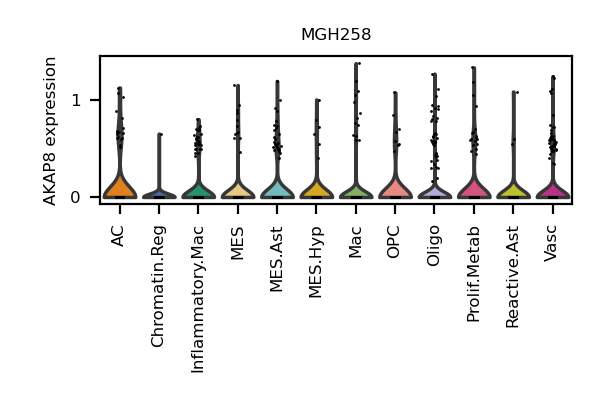 MGH258
AKAP8 expression
1
0
AC
Chromatin.Reg
Inflammatory.Mac
MES
MES.Ast
MES.Hyp
Mac
OPC
Oligo
Prolif.Metab
Reactive.Ast
Vasc